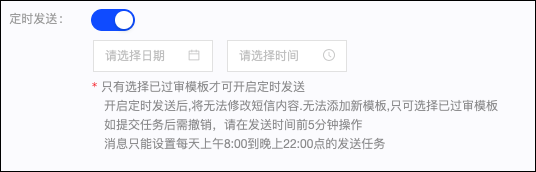 定时发送：
请选择日期 请选择时间
* 只有选择已过审模板才可开启定时发送
开启定时发送后,将无法修改短信内容.无法添加新模板,只可选择已过审模板
如提交任务后需撤销，请在发送时间前5分钟操作
消息只能设置每天上午8:00到晚上22:00点的发送任务